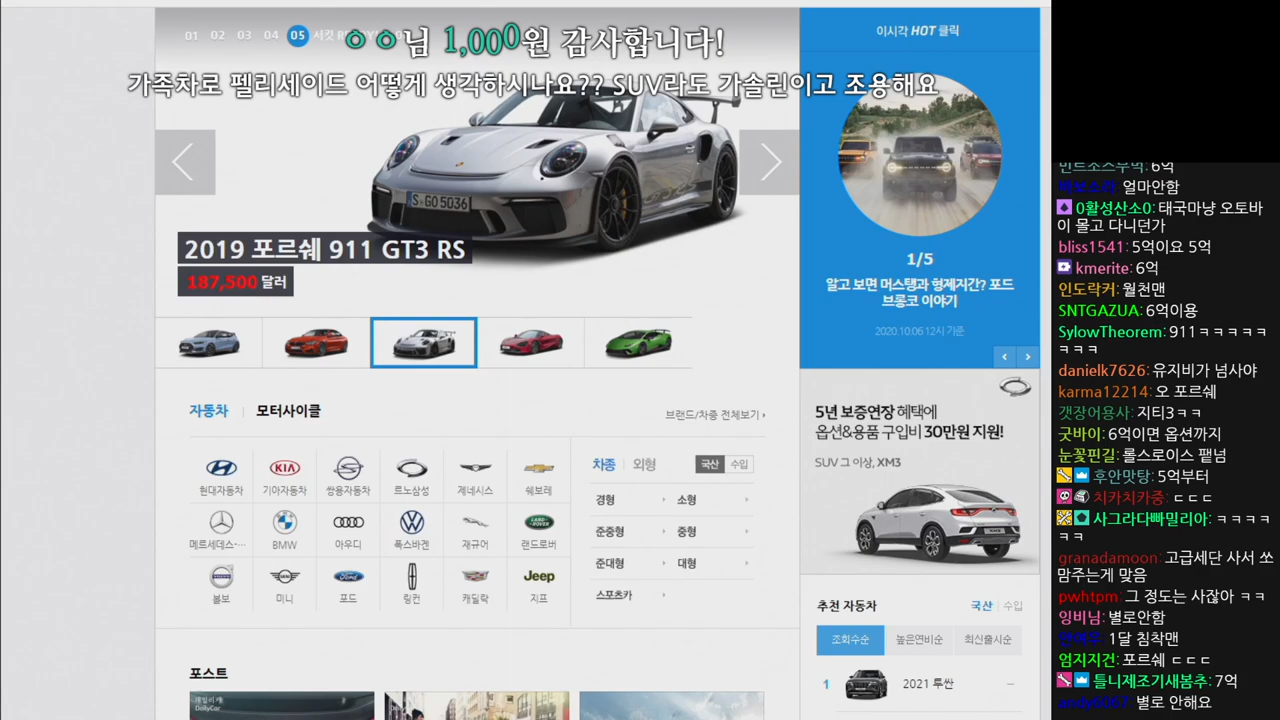 01 02 03 04 05
ㅇㅇ님 1,000원 감사합니다!
가족차로 펠리세이드 어떻게 생각하시나요?? SUV라도 가솔린이고 조용해요
S·GO 5036
2019 포르쉐 911 GT3 RS
187,500 달러
자동차
모터사이클
브랜드/차종 전체보기
현대자동차
기아자동차
쌍용자동차
르노삼성
제네시스
쉐보레
메르세데스-···
BMW
아우디
폭스바겐
재규어
랜드로버
볼보
미니
포드
링컨
캐딜락
지프
차종
외형
국산
수입
경형
소형
준중형
중형
준대형
대형
스포츠카
포스트
데일리카
DailyCar
이시각 HOT 클릭
1/5
알고 보면 머스탱과 형제지간? 포드
브롱코 이야기
2020.10.06 12시 기준
5년 보증연장 혜택에
옵션&용품 구입비 30만원 지원!
SUV 그 이상, XM3
추천 자동차
국산
수입
조회수순
높은연비순
최신출시순
1
2021 투싼
민트소스무먹: 6억
얼마안함
0활성산소0: 태국마냥 오토바
이 몰고 다니던가
bliss1541: 5억이요 5억
kmerite: 6억
인도락커: 월천맨
SNTGAZUA: 6억이용
SylowTheorem: 911ㅋㅋㅋㅋㅋ
ㅋㅋㅋ
danielk7626: 유지비가 넘사야
karma12214: 오 포르쉐
갯장어용사: 지티3ㅋㅋ
굿바이: 6억이면 옵션까지
눈꽃핀길: 롤스로이스 팯넘
후안맛탕: 5억부터
치카치카중: ㄷㄷㄷ
사그라다빠밀리아: ㅋㅋㅋㅋ
ㅋㅋ
granadamoon: 고급세단 사서 쏘
맘주는게 맞음
pwhtpm: 그 정도는 사잖아 ㅋㅋ
잉비님: 별로안함
1달 침착맨
엄지지건: 포르쉐 ㄷㄷㄷ
틀니제조기새봄추: 7억
andy6067: 별로 안해요